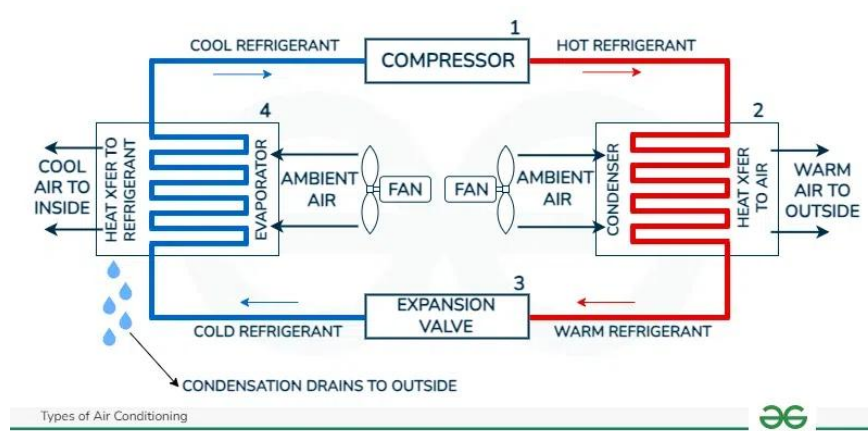 1
COOL REFRIGERANT
COMPRESSOR
HOT REFRIGERANT
4
2
COOL
AIR TO
INSIDE
HEAT XFER TO
REFRIGERANT
EVAPORATOR
AMBIENT
AIR
FAN
FAN
AMBIENT
AIR
CONDENSER
HEAT XFER
TO AIR
WARM
AIR TO
OUTSIDE
3
EXPANSION
VALVE
COLD REFRIGERANT
WARM REFRIGERANT
CONDENSATION DRAINS TO OUTSIDE
Types of Air Conditioning